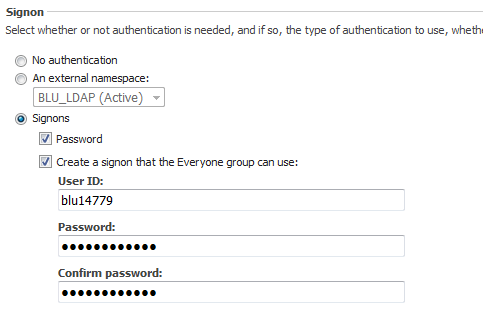 Signon
Select whether or not authentication is needed, and if so, the type of authentication to use, whethe
No authentication
An external namespace:
BLU_LDAP (Active)
Signons
Password
Create a signon that the Everyone group can use:
User ID:
blu14779
Password:
●●●●●●●●●●●●
Confirm password:
●●●●●●●●●●●●